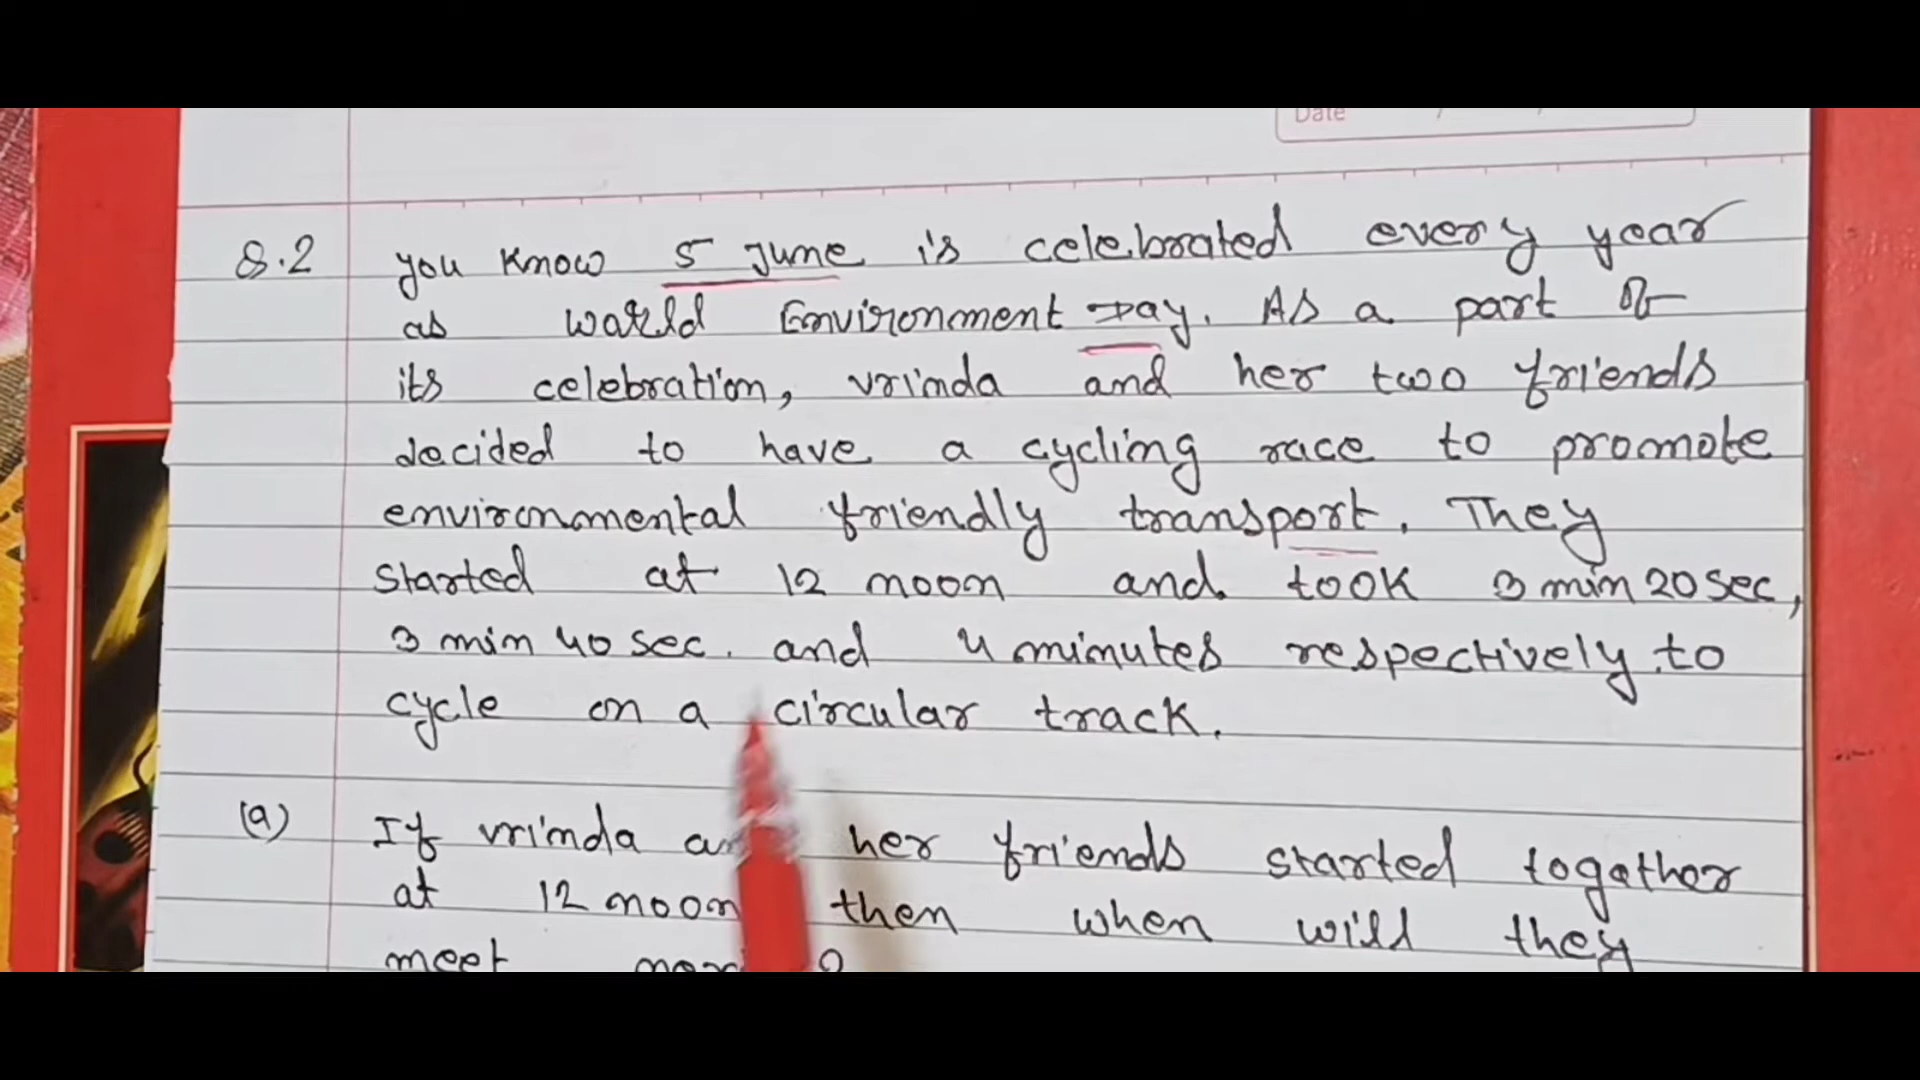 Date
Q.2 You know 5 June is celebrated every year
as world Environment Day. As a part of
its celebration, vrinda and her two friends
decided to have a cycling race to promote
environmental friendly transport. They
started at 12 noon and took 3 min 20 sec,
3 min 40 sec. and 4 minutes respectively to
cycle on a circular track.
(a) If vrinda her friends started togather
at 12 noon then when will they
meet ?